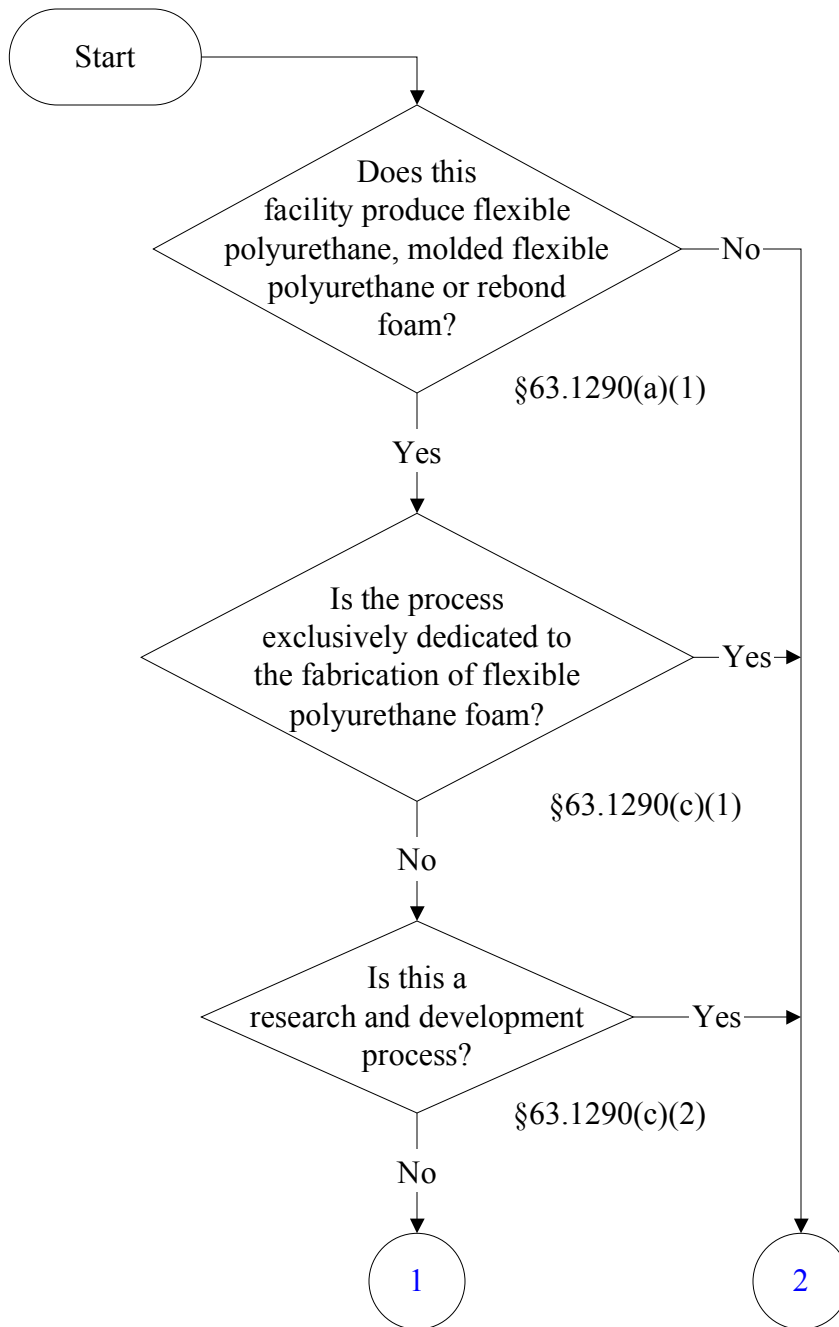 Start
Does this
facility produce flexible
polyurethane, molded flexible
polyurethane or rebond
foam?
No
§63.1290(a)(1)
Yes
Is the process
exclusively dedicated to
the fabrication of flexible
polyurethane foam?
Yes
§63.1290(c)(1)
No
Is this a
research and development
process?
Yes
§63.1290(c)(2)
No
1
2